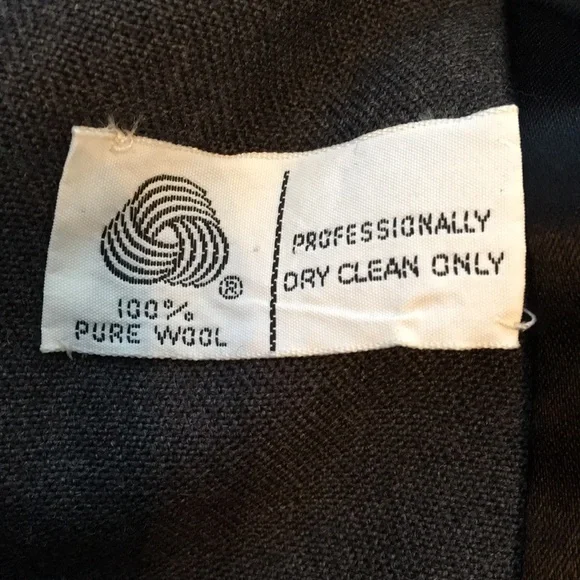 ®
100%
PURE WOOL
PROFESSIONALLY
DRY CLEAN ONLY